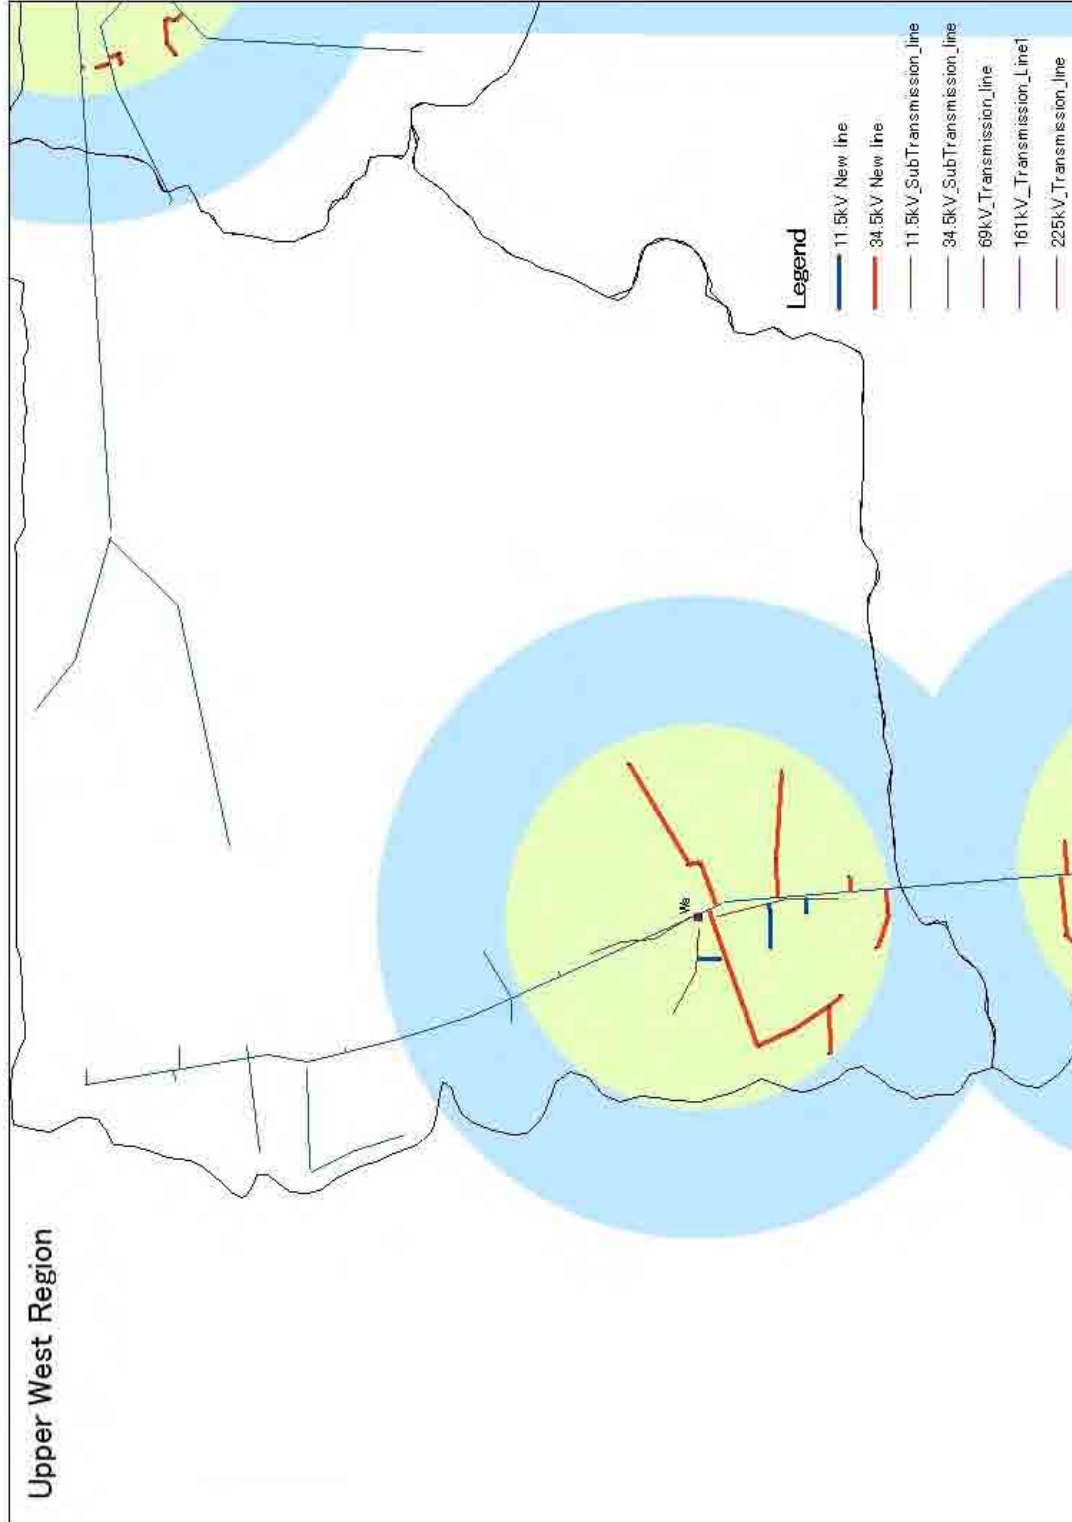 Upper West Region
Wa
Legend
11.5kV New line
34.5kV New line
11.5kV_SubTransmission_line
34.5kV_SubTransmission_line
69kV_Transmission_line
161kV_Transmission_Line1
225kV_Transmission_line